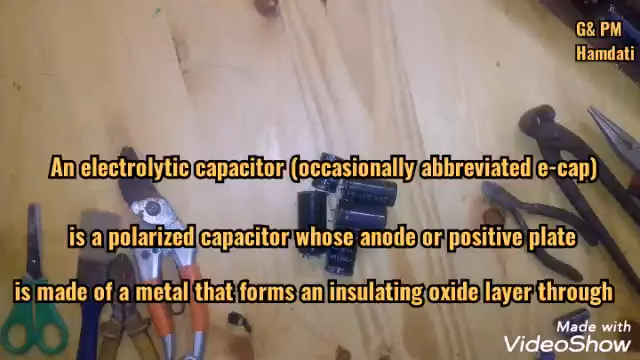 G& PM
Hamdati
An electrolytic capacitor (occasionally abbreviated e-cap)
is a polarized capacitor whose anode or positive plate
is made of a metal that forms an insulating oxide layer through
Made with
VideoShow